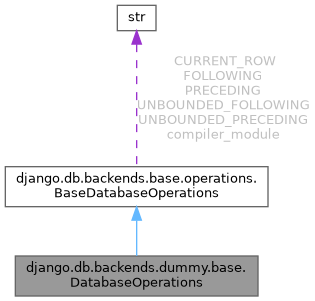 str
CURRENT_ROW
FOLLOWING
PRECEDING
UNBOUNDED_FOLLOWING
UNBOUNDED_PRECEDING
compiler_module
django.db.backends.base.operations.
BaseDatabaseOperations
django.db.backends.dummy.base.
DatabaseOperations